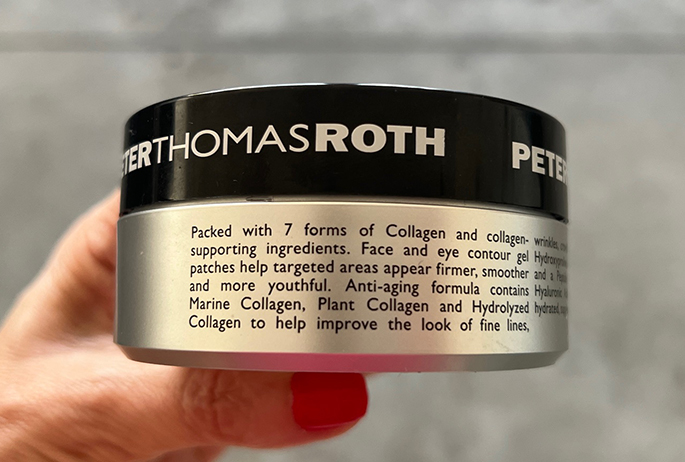 PETERTHOMASROTH
PETER
Packed with 7 forms of Collagen and collagen-
supporting ingredients. Face and eye contour gel
patches help targeted areas appear firmer, smoother
and more youthful. Anti-aging formula contains
Marine Collagen, Plant Collagen and Hydrolyzed
Collagen to help improve the look of fine lines,
wrinkles,
and a
hydrated,